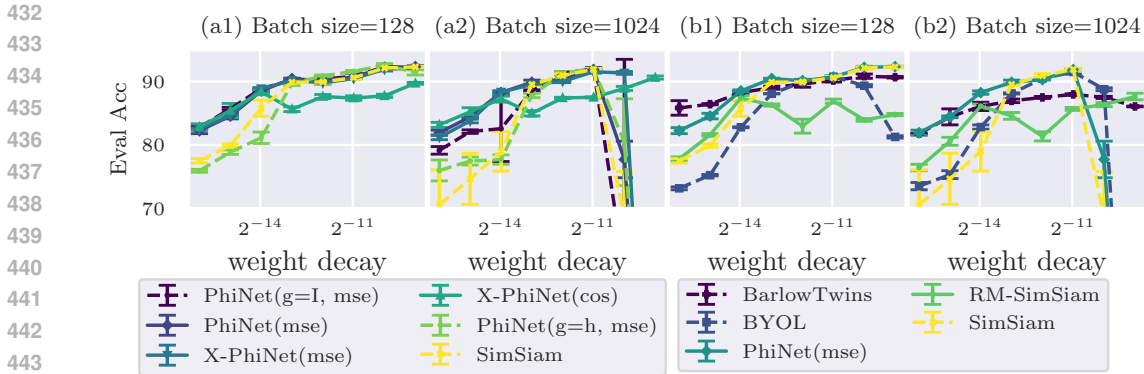 432
433
434
435
436
437
438
439
440
441
442
443
(a1) Batch size=128
(a2) Batch size=1024
(b1) Batch size=128
(b2) Batch size=1024
Eval Acc
90
80
70
2^-14
2^-11
2^-14
2^-11
2^-14
2^-11
2^-14
2^-11
weight decay
weight decay
weight decay
weight decay
PhiNet(g=I, mse)
PhiNet(mse)
X-PhiNet(mse)
X-PhiNet(cos)
PhiNet(g=h, mse)
SimSiam
BarlowTwins
BYOL
PhiNet(mse)
RM-SimSiam
SimSiam